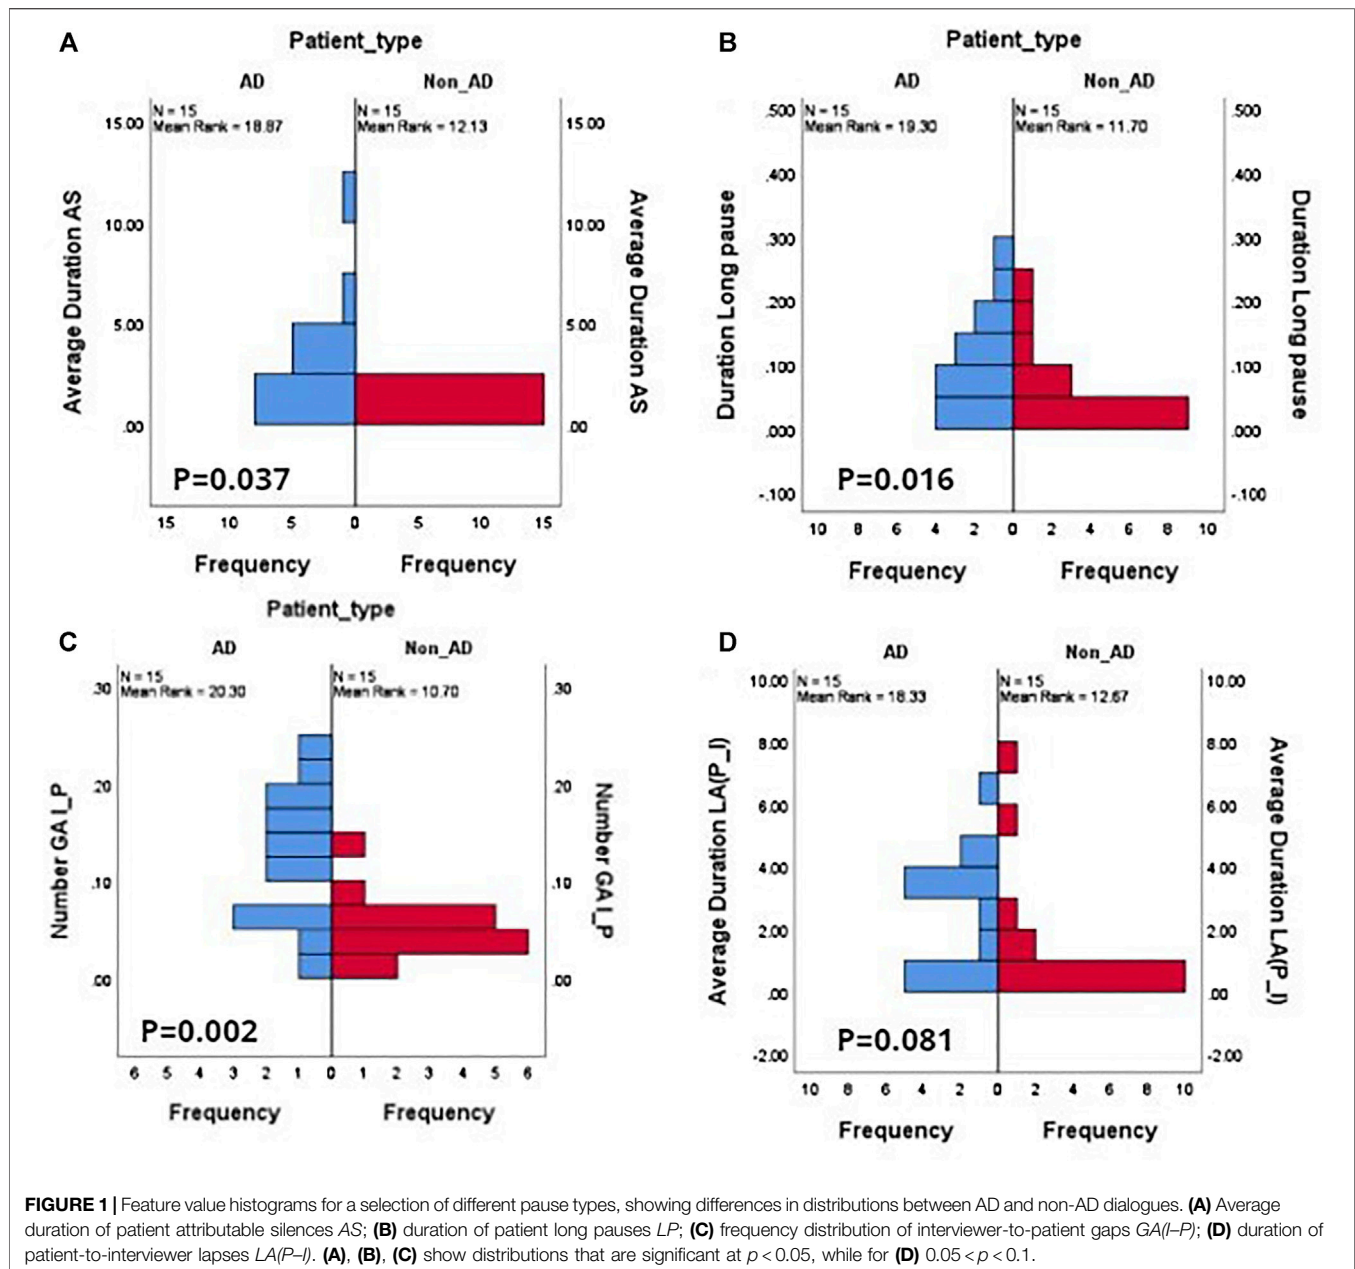 A
Patient_type
AD Non_AD
N = 15
Mean Rank = 18.87
N = 15
Mean Rank = 12.13
15.00
10.00
5.00
.00
15.00
10.00
5.00
.00
Average Duration AS
Average Duration AS
P=0.037
15 10 5 0 5 10 15
Frequency Frequency
B
Patient_type
AD Non_AD
N = 15
Mean Rank = 19.30
N = 15
Mean Rank = 11.70
.500
.400
.300
.200
.100
.000
-.100
.500
.400
.300
.200
.100
.000
-.100
Duration Long pause
Duration Long pause
P=0.016
10 8 6 4 2 0 2 4 6 8 10
Frequency Frequency
C
Patient_type
AD Non_AD
N = 15
Mean Rank = 20.30
N = 15
Mean Rank = 10.70
.30
.20
.10
.00
.30
.20
.10
.00
Number GA I_P
Number GA I_P
P=0.002
6 5 4 3 2 1 0 1 2 3 4 5 6
Frequency Frequency
D
AD Non_AD
N = 15
Mean Rank = 18.33
N = 15
Mean Rank = 12.67
10.00
8.00
6.00
4.00
2.00
.00
-2.00
10.00
8.00
6.00
4.00
2.00
.00
-2.00
Average Duration LA(P_I)
Average Duration LA(P_I)
P=0.081
10 8 6 4 2 0 2 4 6 8 10
Frequency Frequency
FIGURE 1 | Feature value histograms for a selection of different pause types, showing differences in distributions between AD and non-AD dialogues. (A) Average
duration of patient attributable silences AS; (B) duration of patient long pauses LP; (C) frequency distribution of interviewer-to-patient gaps GA(I–P); (D) duration of
patient-to-interviewer lapses LA(P–I). (A), (B), (C) show distributions that are significant at p < 0.05, while for (D) 0.05 < p < 0.1.